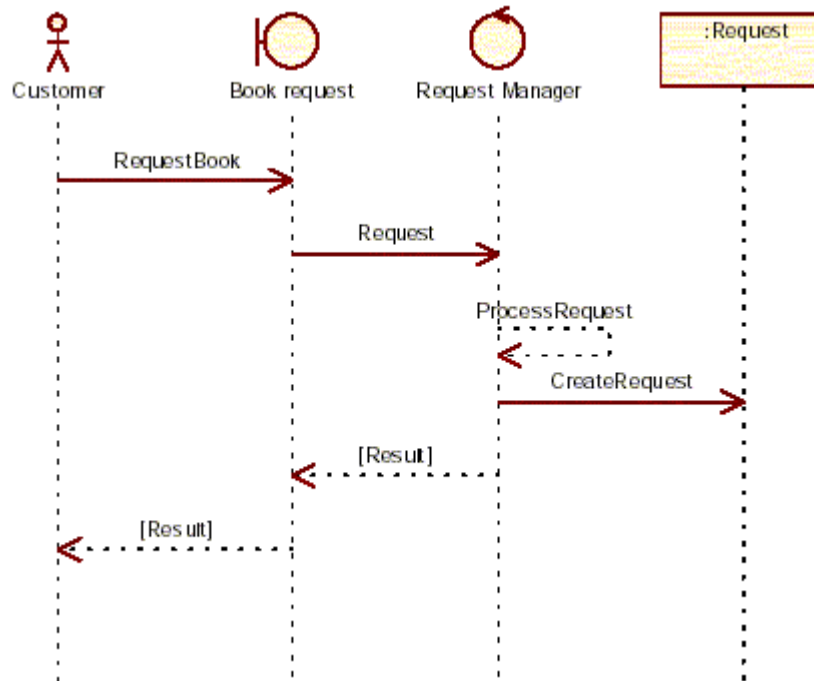 :Request
Customer
Book request
Request Manager
RequestBook
Request
ProcessRequest
CreateRequest
[Result]
[Result]